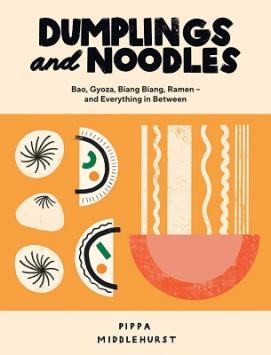 DUMPLINGS
and NOODLES
Bao, Gyoza, Biang Biang, Ramen –
and Everything in Between
PIPPA
MIDDLEHURST